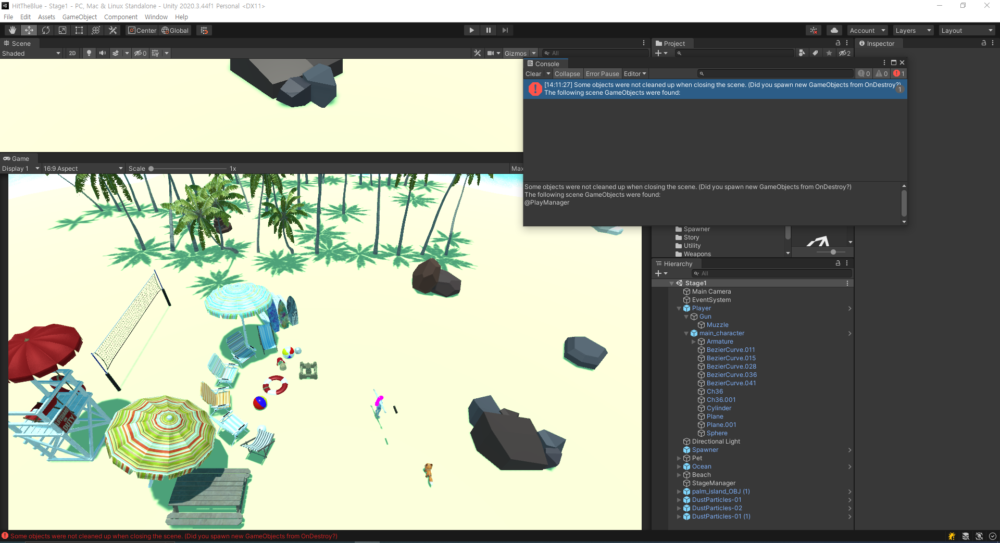 HitTheBlue - Stage1 - PC, Mac & Linux Standalone - Unity 2020.3.44f1 Personal <DX11>
File Edit Assets GameObject Component Window Help
Center Global Account Layers Layout
Scene Project Inspector
Shaded 2D 0 Gizmos All 2
Console
Clear Collapse Error Pause Editor 0 0 1
[14:11:27] Some objects were not cleaned up when closing the scene. (Did you spawn new GameObjects from OnDestroy?)
The following scene GameObjects were found:
1
Game
Display 1 16:9 Aspect Scale 1x Max
Some objects were not cleaned up when closing the scene. (Did you spawn new GameObjects from OnDestroy?)
The following scene GameObjects were found:
@PlayManager
Spawner
Story
Utility
Weapons
Hierarchy
All
Stage1
Main Camera
EventSystem
Player
Gun
Muzzle
main_character
Armature
BezierCurve.011
BezierCurve.015
BezierCurve.028
BezierCurve.036
BezierCurve.041
Ch36
Ch36.001
Cylinder
Plane
Plane.001
Sphere
Directional Light
Spawner
Pet
Ocean
Beach
StageManager
palm_island_OBJ (1)
DustParticles-01
DustParticles-02
DustParticles-01 (1)
LIFEGUARD
ON
DUTY
Some objects were not cleaned up when closing the scene. (Did you spawn new GameObjects from OnDestroy?)